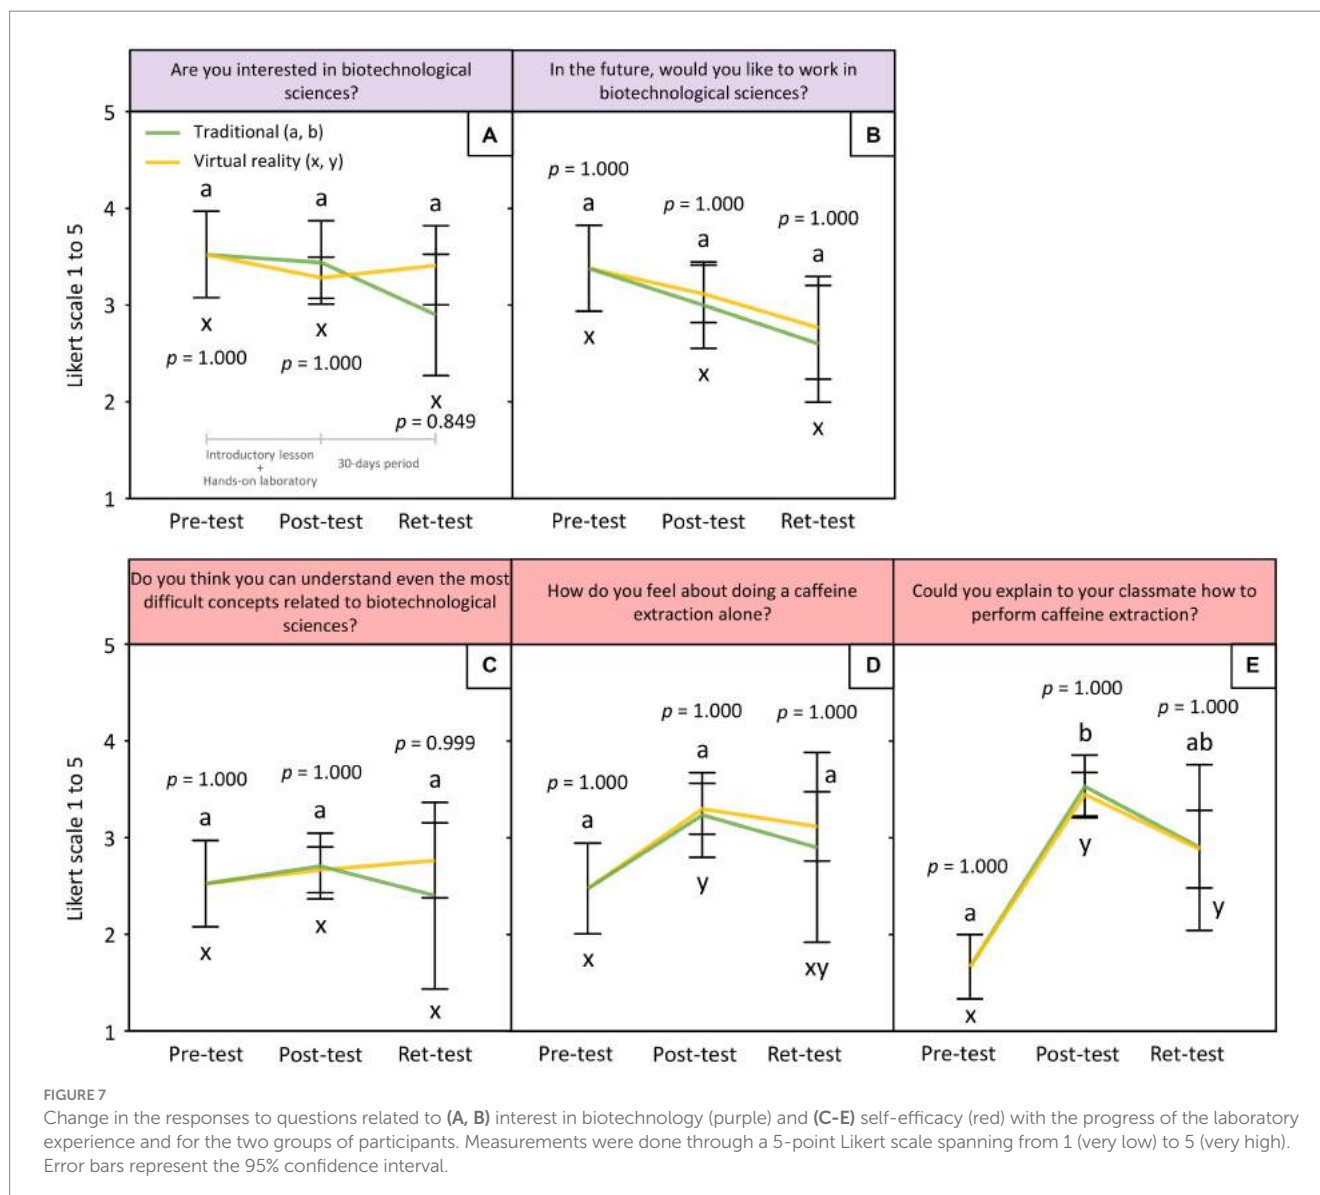 Are you interested in biotechnological
sciences?
In the future, would you like to work in
biotechnological sciences?
5
4
3
2
1
Likert scale 1 to 5
Traditional (a, b)
Virtual reality (x, y)
A
a
a
a
x
p = 1.000
x
p = 1.000
x
p = 0.849
Introductory lesson
+
Hands-on laboratory
30-days period
Pre-test
Post-test
Ret-test
B
p = 1.000
a
p = 1.000
a
p = 1.000
a
x
x
x
Pre-test
Post-test
Ret-test
Do you think you can understand even the most
difficult concepts related to biotechnological
sciences?
How do you feel about doing a caffeine
extraction alone?
Could you explain to your classmate how to
perform caffeine extraction?
5
4
3
2
1
Likert scale 1 to 5
C
p = 1.000
a
p = 1.000
a
p = 0.999
a
x
x
x
Pre-test
Post-test
Ret-test
D
p = 1.000
a
p = 1.000
a
p = 1.000
a
x
y
xy
Pre-test
Post-test
Ret-test
E
p = 1.000
a
p = 1.000
b
p = 1.000
ab
x
y
y
Pre-test
Post-test
Ret-test
FIGURE 7
Change in the responses to questions related to (A, B) interest in biotechnology (purple) and (C-E) self-efficacy (red) with the progress of the laboratory
experience and for the two groups of participants. Measurements were done through a 5-point Likert scale spanning from 1 (very low) to 5 (very high).
Error bars represent the 95% confidence interval.